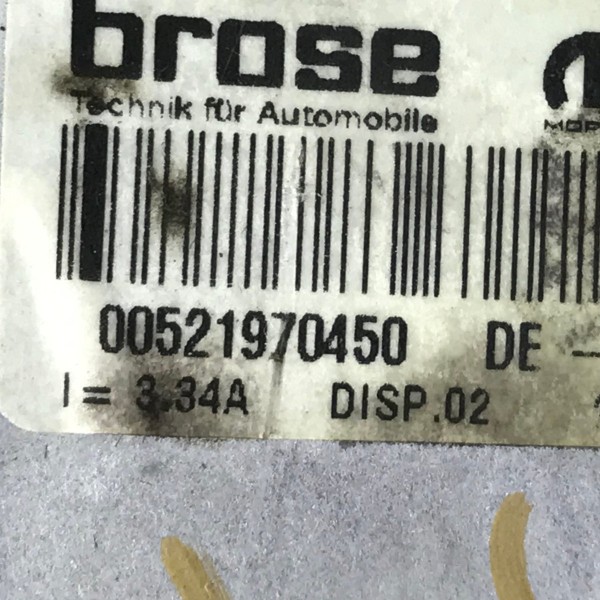 brose
Technik für Automobile
00521970450 DE -
I = 3.34A DISP.02